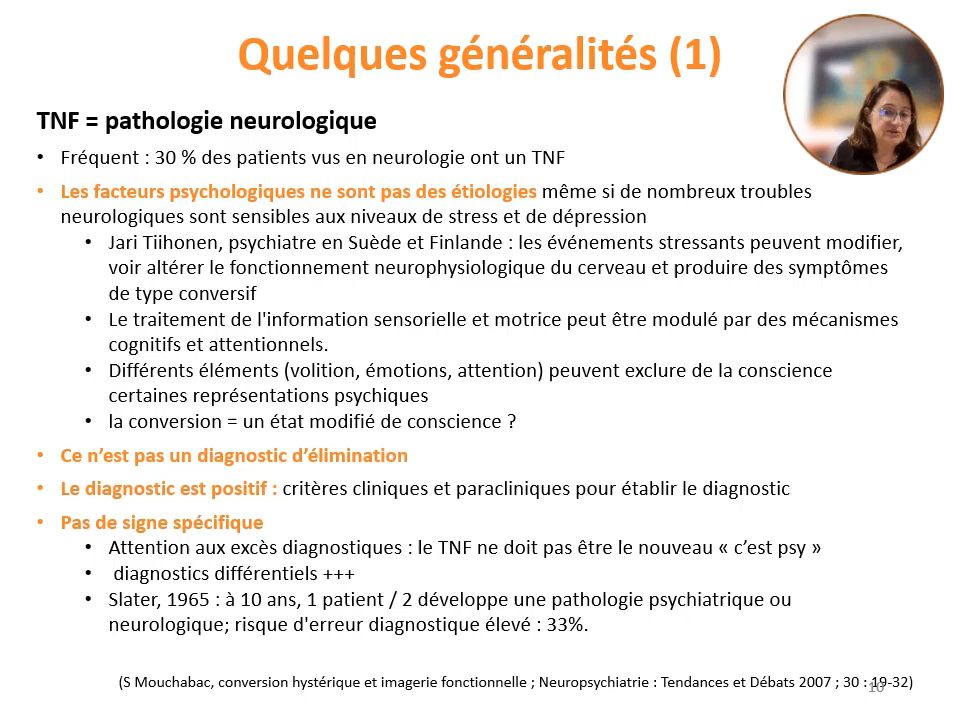 Quelques généralités (1)
TNF = pathologie neurologique
• Fréquent : 30 % des patients vus en neurologie ont un TNF
• Les facteurs psychologiques ne sont pas des étiologies même si de nombreux troubles
neurologiques sont sensibles aux niveaux de stress et de dépression
• Jari Tiihonen, psychiatre en Suède et Finlande : les événements stressants peuvent modifier,
voir altérer le fonctionnement neurophysiologique du cerveau et produire des symptômes
de type conversif
• Le traitement de l'information sensorielle et motrice peut être modulé par des mécanismes
cognitifs et attentionnels.
• Différents éléments (volition, émotions, attention) peuvent exclure de la conscience
certaines représentations psychiques
• la conversion = un état modifié de conscience ?
• Ce n’est pas un diagnostic d’élimination
• Le diagnostic est positif : critères cliniques et paracliniques pour établir le diagnostic
• Pas de signe spécifique
• Attention aux excès diagnostiques : le TNF ne doit pas être le nouveau « c’est psy »
• diagnostics différentiels +++
• Slater, 1965 : à 10 ans, 1 patient / 2 développe une pathologie psychiatrique ou
neurologique; risque d'erreur diagnostique élevé : 33%.
(S Mouchabac, conversion hystérique et imagerie fonctionnelle ; Neuropsychiatrie : Tendances et Débats 2007 ; 30 : 19-32)
10